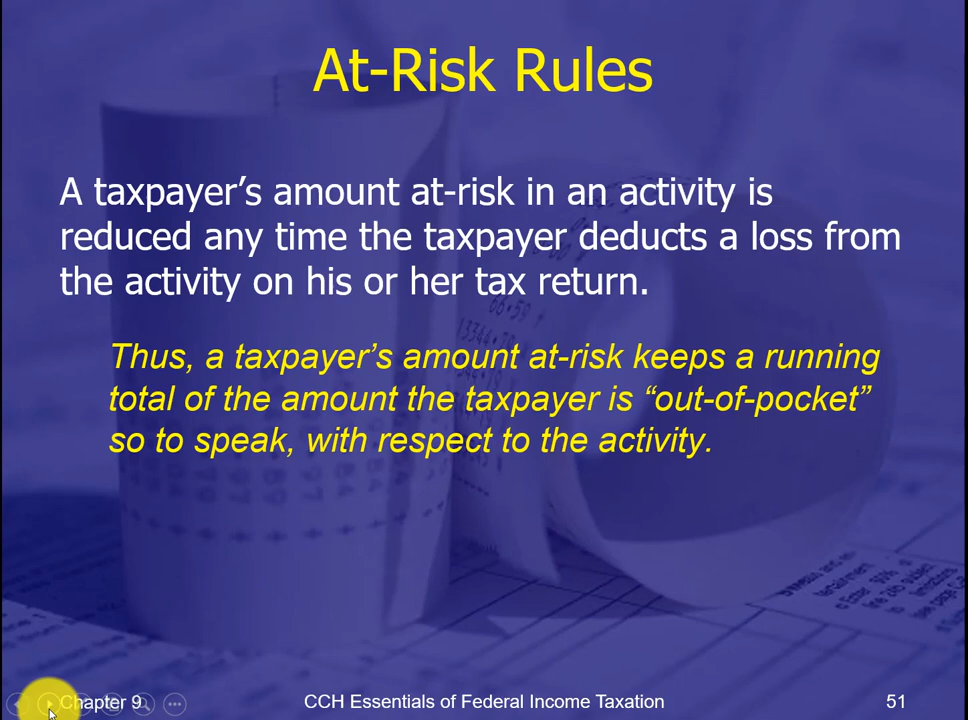 At-Risk Rules
A taxpayer’s amount at-risk in an activity is
reduced any time the taxpayer deducts a loss from
the activity on his or her tax return.
Thus, a taxpayer’s amount at-risk keeps a running
total of the amount the taxpayer is “out-of-pocket”
so to speak, with respect to the activity.
Chapter 9
CCH Essentials of Federal Income Taxation
51